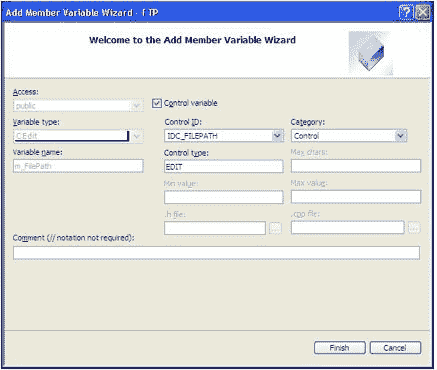 Add Member Variable Wizard - fTP
Welcome to the Add Member Variable Wizard
Access:
public
Control variable
Variable type:
CEdit
Control ID:
IDC_FILEPATH
Category:
Control
Variable name:
m_FilePath
Control type:
EDIT
Max chars:
Min value:
Max value:
.h file:
...
.cpp file:
...
Comment (// notation not required):
Finish
Cancel